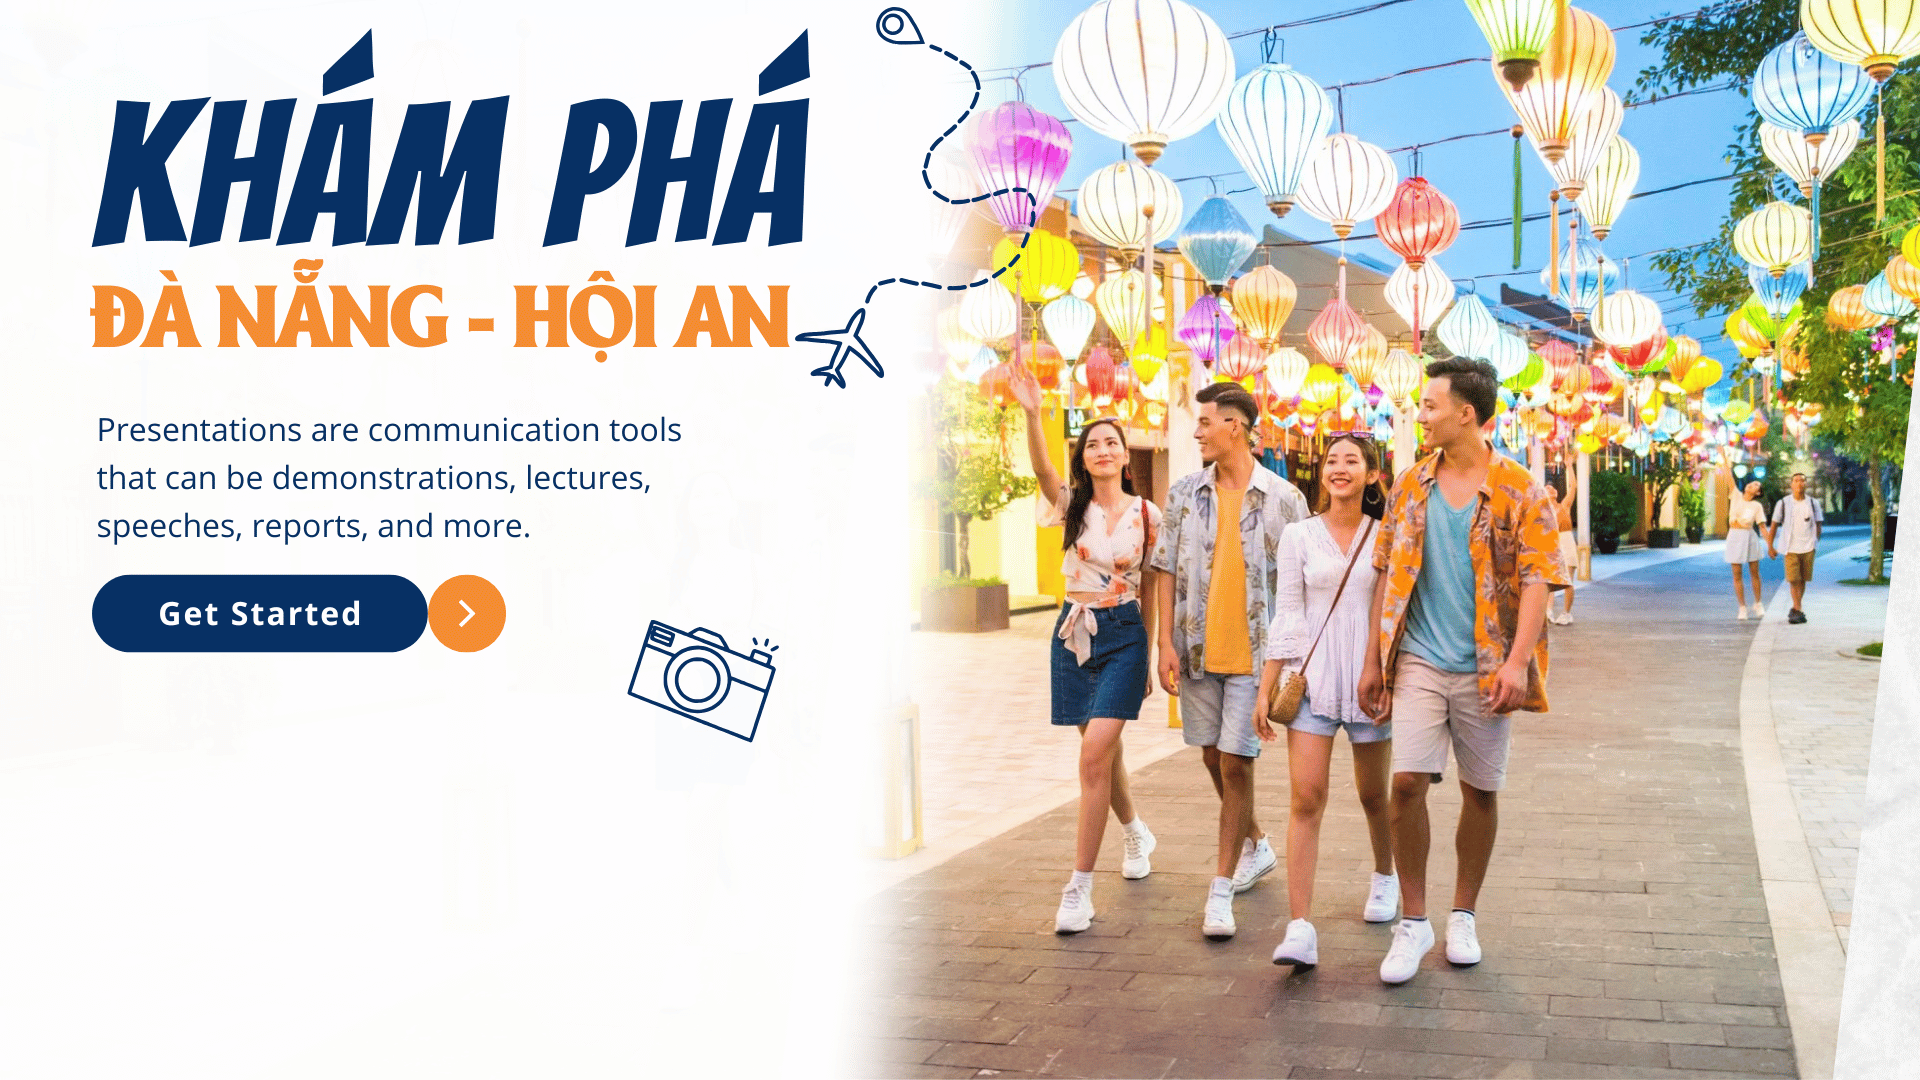 KHÁM PHÁ
ĐÀ NẴNG - HỘI AN
Presentations are communication tools
that can be demonstrations, lectures,
speeches, reports, and more.
Get Started